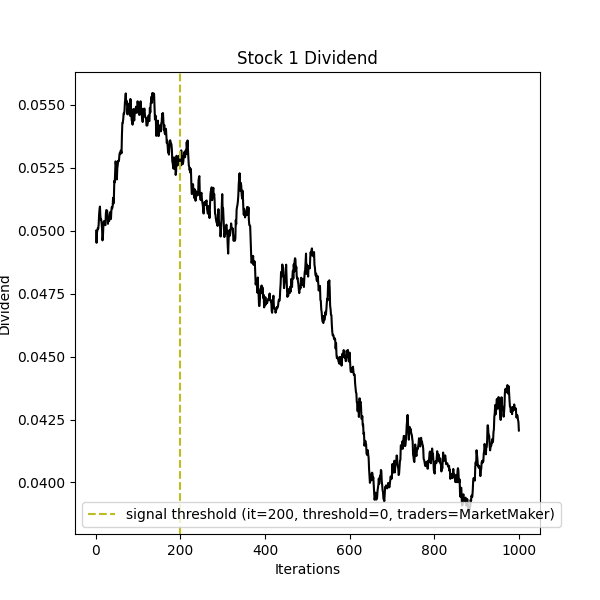 Stock 1 Dividend
0.0550
0.0525
0.0500
0.0475
0.0450
0.0425
0.0400
Dividend
signal threshold (it=200, threshold=0, traders=MarketMaker)
0 200 400 600 800 1000
Iterations